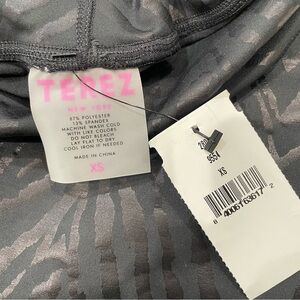 TEREZ
NEW YORK
87% POLYESTER
13% SPANDEX
MACHINE WASH COLD
WITH LIKE COLORS
DO NOT BLEACH
LAY FLAT TO DRY
COOL IRON IF NEEDED
MADE IN CHINA
XS
XS